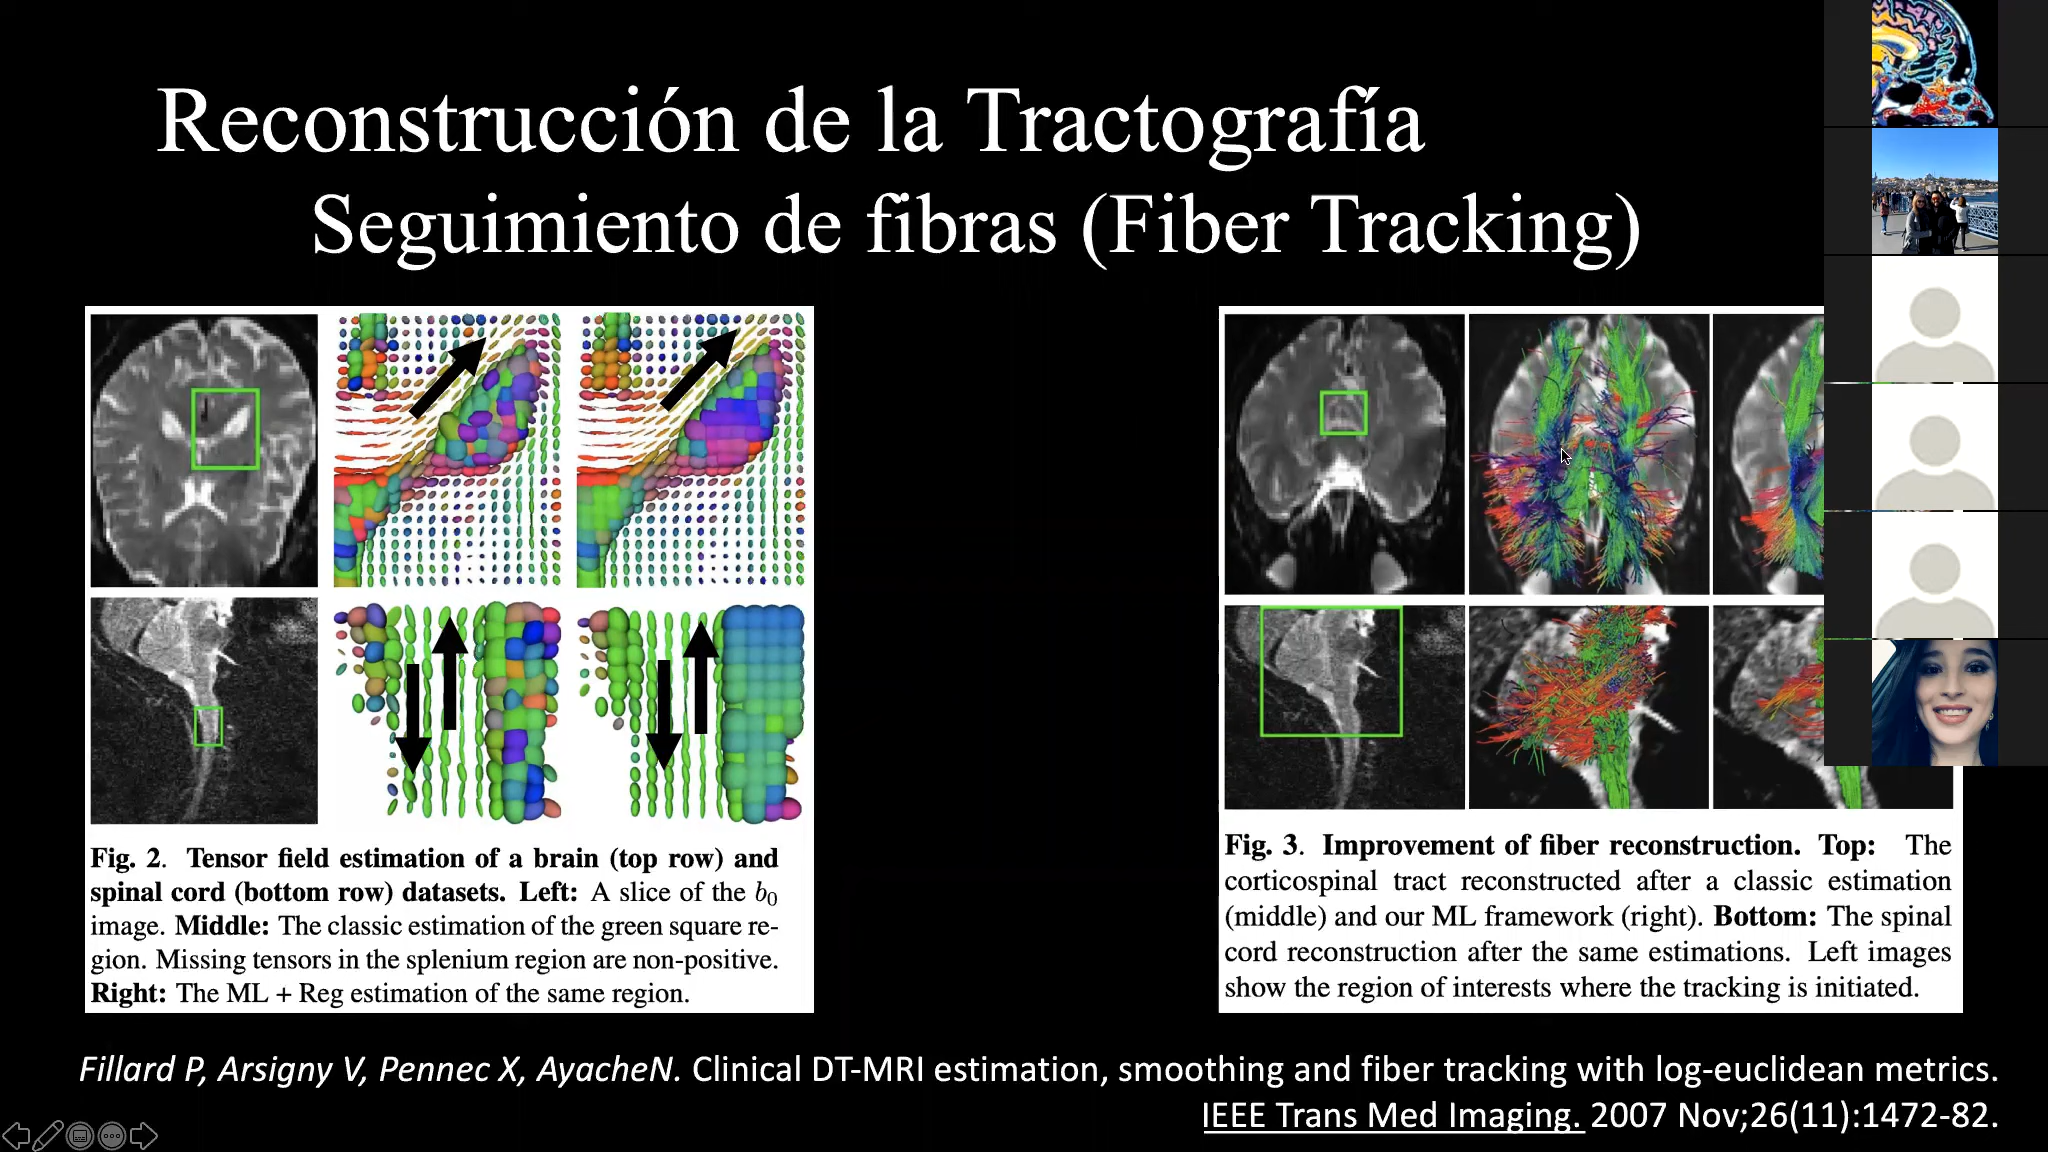 Reconstrucción de la Tractografía
Seguimiento de fibras (Fiber Tracking)
Fig. 2. Tensor field estimation of a brain (top row) and
spinal cord (bottom row) datasets. Left: A slice of the b0
image. Middle: The classic estimation of the green square re-
gion. Missing tensors in the splenium region are non-positive.
Right: The ML + Reg estimation of the same region.
Fig. 3. Improvement of fiber reconstruction. Top: The
corticospinal tract reconstructed after a classic estimation
(middle) and our ML framework (right). Bottom: The spinal
cord reconstruction after the same estimations. Left images
show the region of interests where the tracking is initiated.
Fillard P, Arsigny V, Pennec X, AyacheN. Clinical DT-MRI estimation, smoothing and fiber tracking with log-euclidean metrics.
IEEE Trans Med Imaging. 2007 Nov;26(11):1472-82.